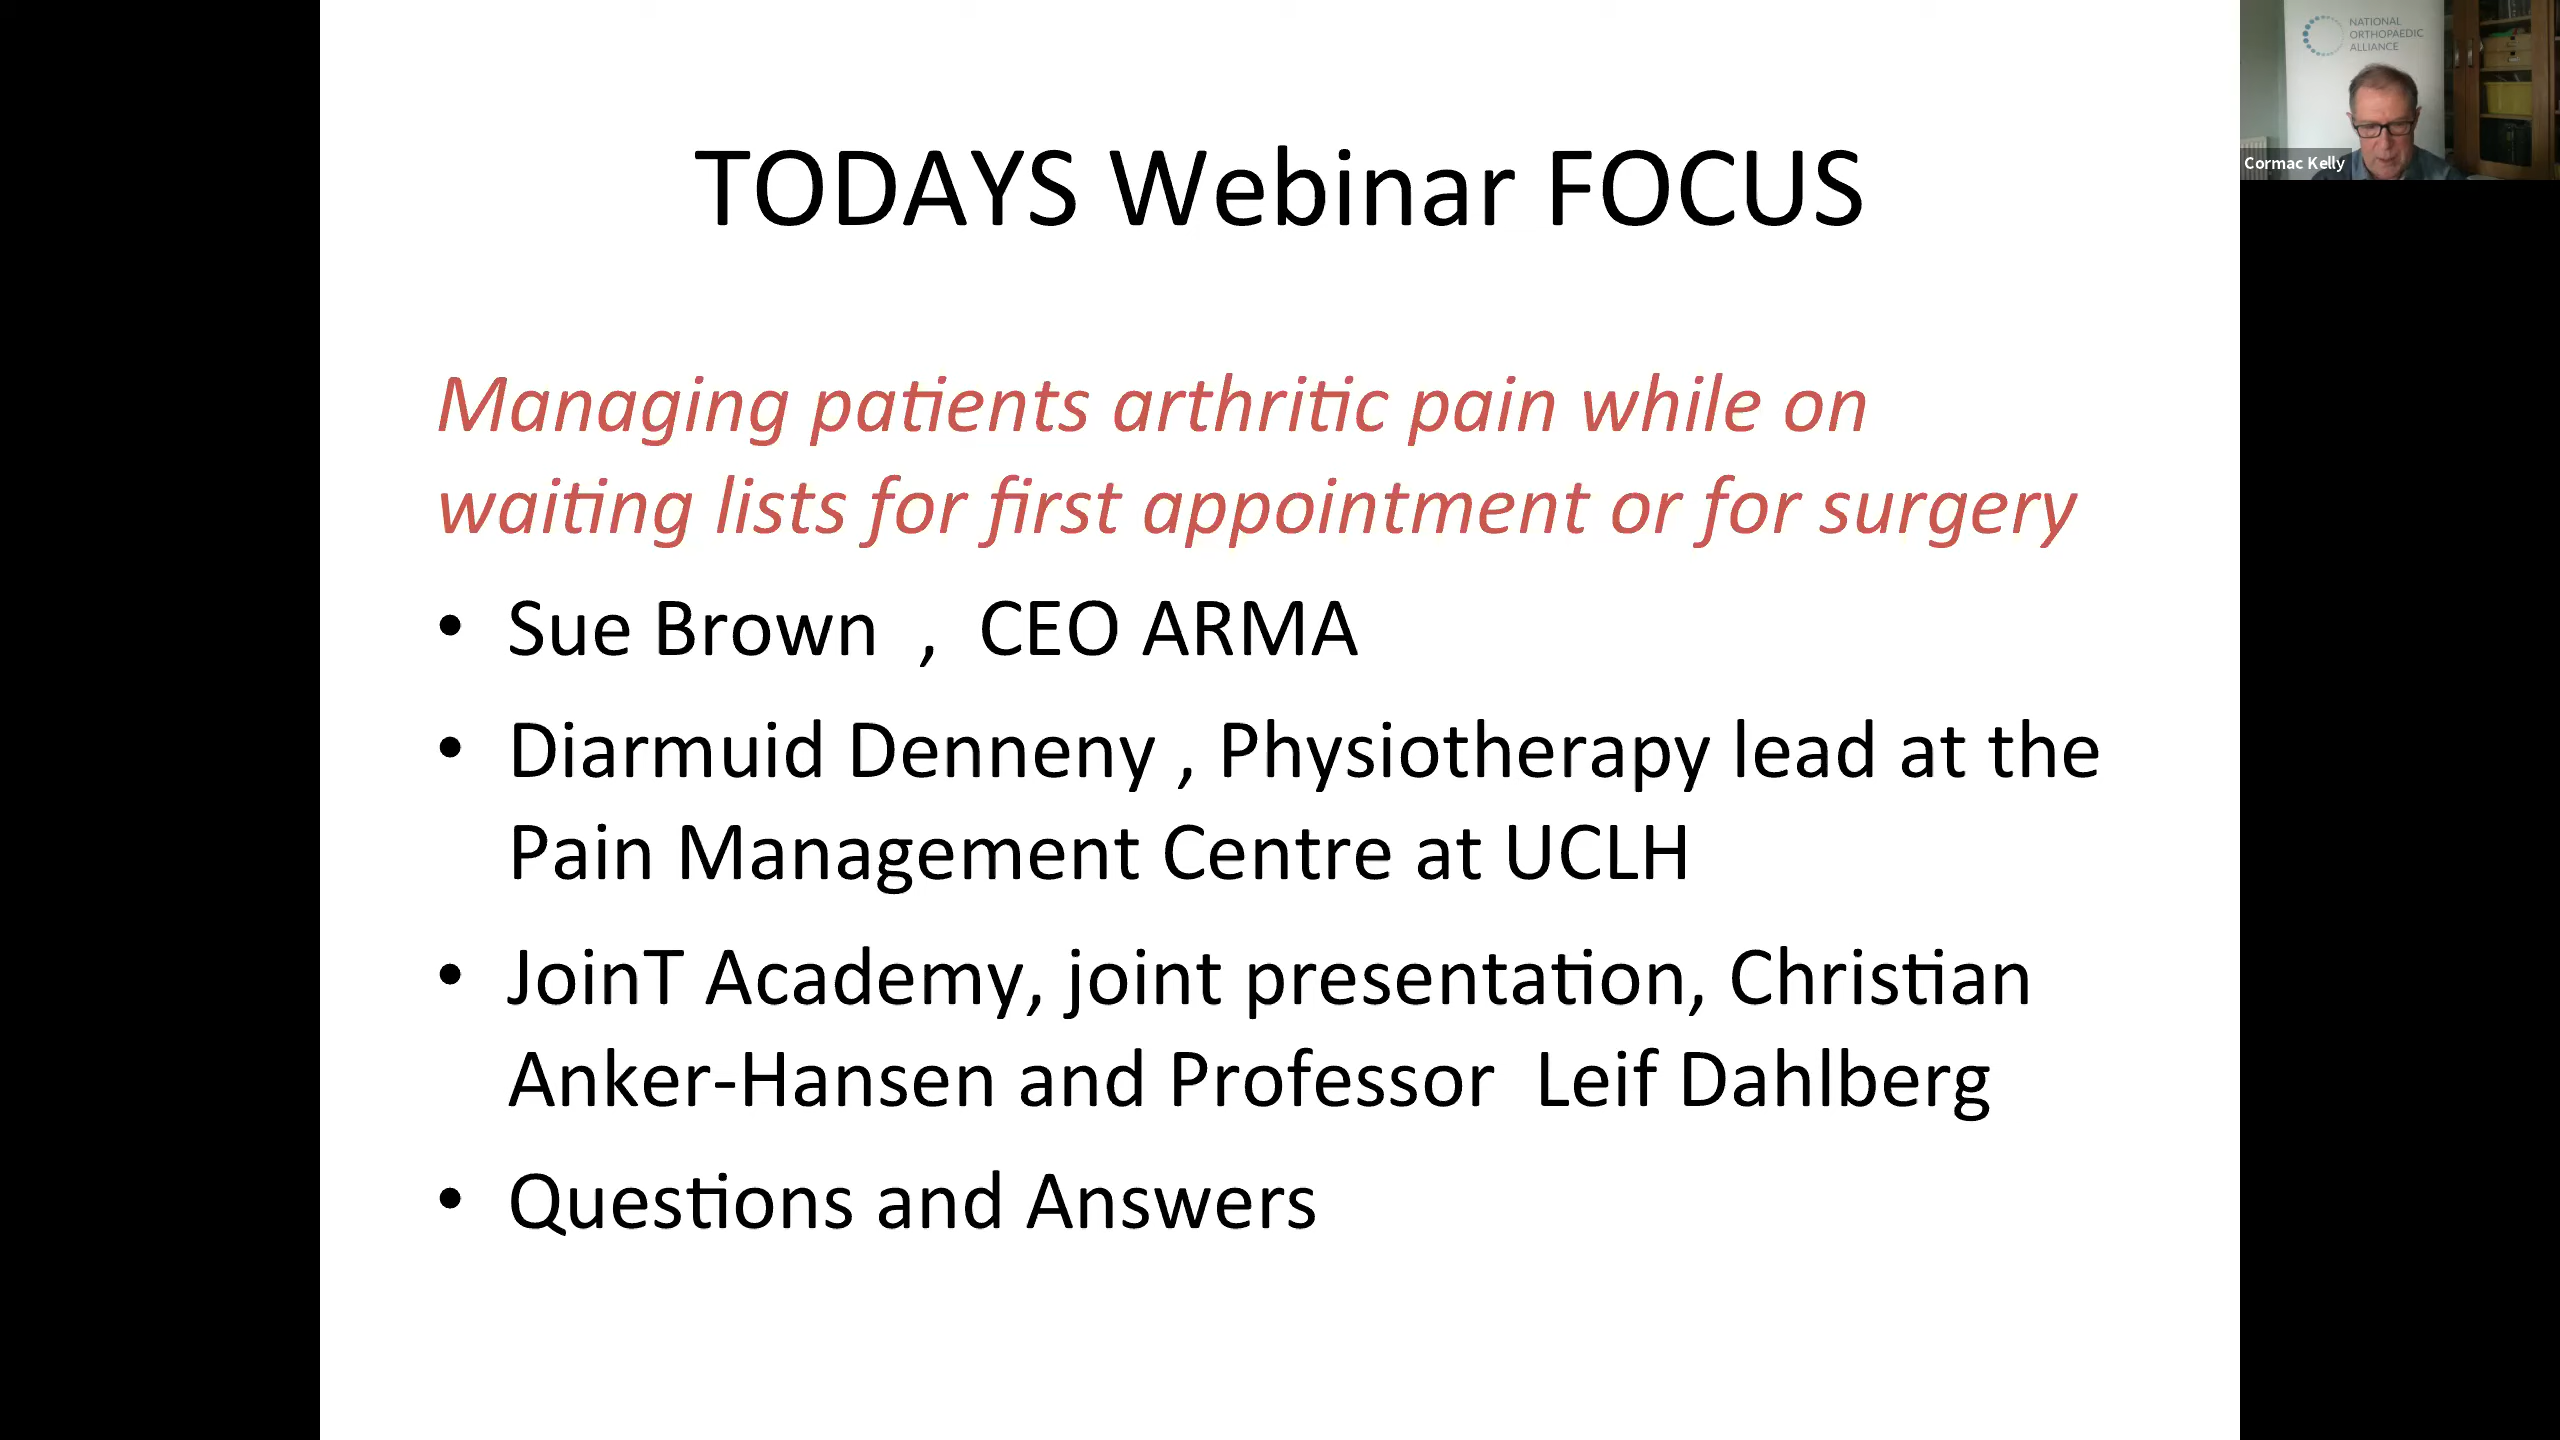 TODAYS Webinar FOCUS
Managing patients arthritic pain while on
waiting lists for first appointment or for surgery
• Sue Brown , CEO ARMA
• Diarmuid Denneny , Physiotherapy lead at the
Pain Management Centre at UCLH
• JoinT Academy, joint presentation, Christian
Anker-Hansen and Professor Leif Dahlberg
• Questions and Answers
NATIONAL
ORTHOPAEDIC
ALLIANCE
Cormac Kelly